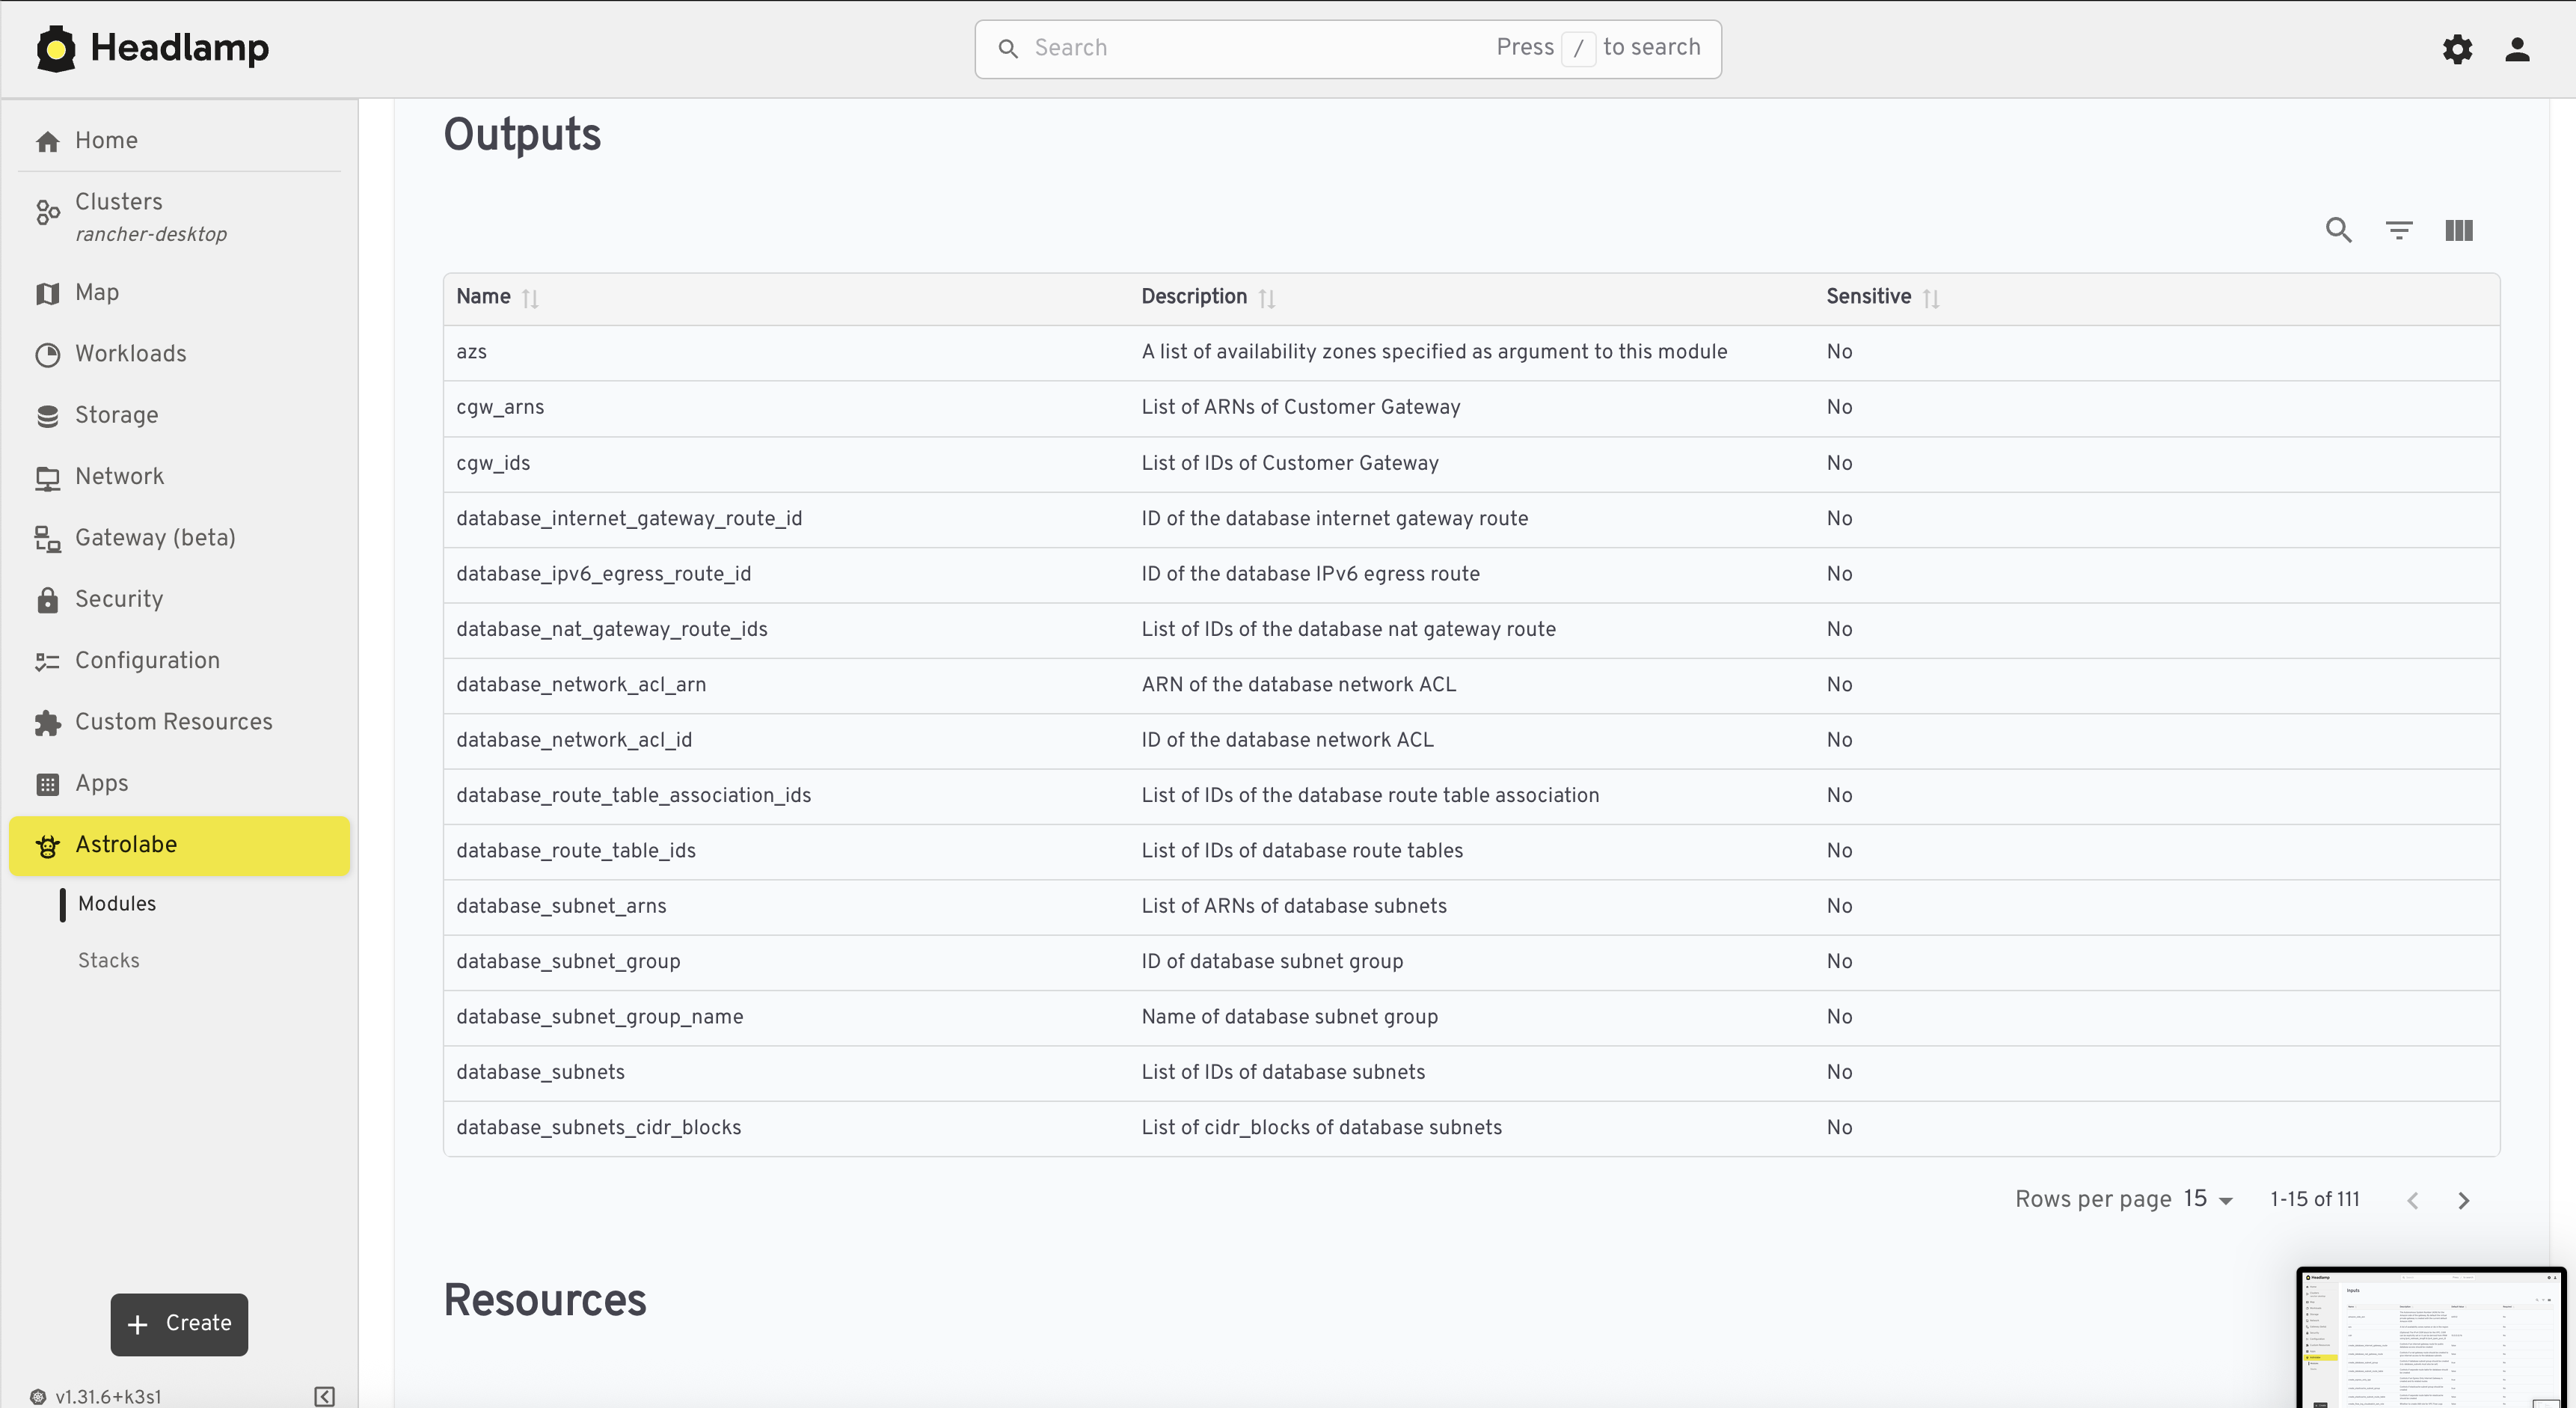 Headlamp
Search
Press / to search
Home
Clusters
rancher-desktop
Map
Workloads
Storage
Network
Gateway (beta)
Security
Configuration
Custom Resources
Apps
Astrolabe
Modules
Stacks
+ Create
v1.31.6+k3s1
Outputs
Name Description Sensitive
azs A list of availability zones specified as argument to this module No
cgw_arns List of ARNs of Customer Gateway No
cgw_ids List of IDs of Customer Gateway No
database_internet_gateway_route_id ID of the database internet gateway route No
database_ipv6_egress_route_id ID of the database IPv6 egress route No
database_nat_gateway_route_ids List of IDs of the database nat gateway route No
database_network_acl_arn ARN of the database network ACL No
database_network_acl_id ID of the database network ACL No
database_route_table_association_ids List of IDs of the database route table association No
database_route_table_ids List of IDs of database route tables No
database_subnet_arns List of ARNs of database subnets No
database_subnet_group ID of database subnet group No
database_subnet_group_name Name of database subnet group No
database_subnets List of IDs of database subnets No
database_subnets_cidr_blocks List of cidr_blocks of database subnets No
Rows per page 15 1-15 of 111
Resources
Headlamp
Inputs